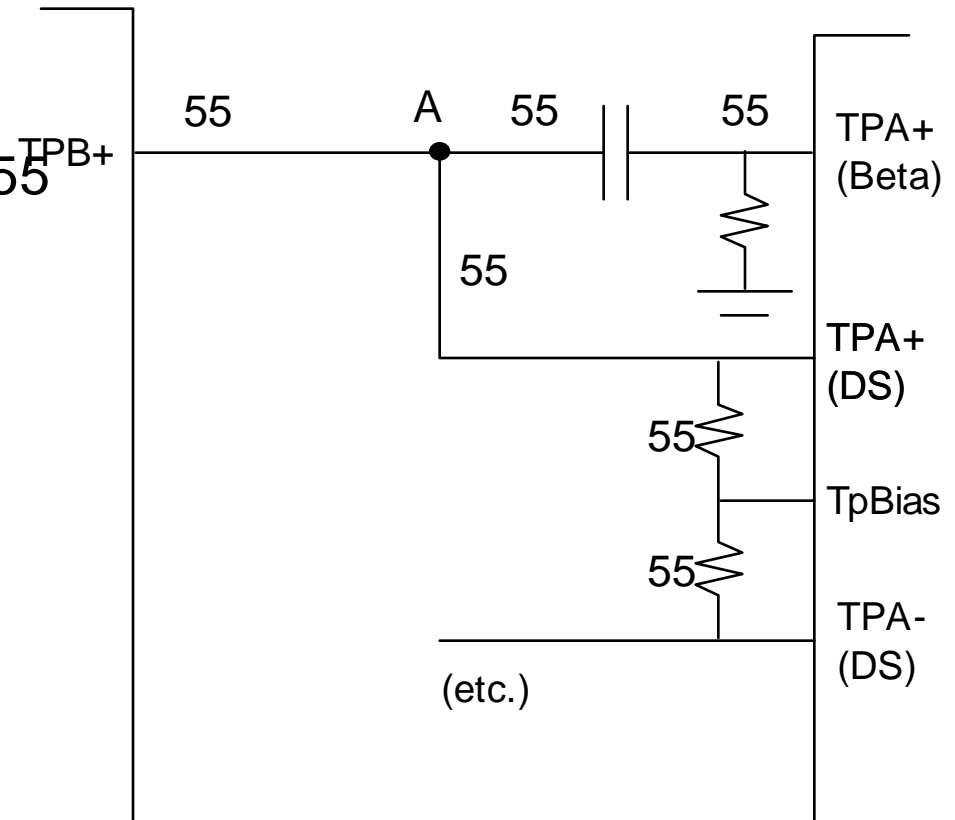 55
A
55
55
TPB+
55
TPA+
(Beta)
55
TPA+
(DS)
55
TpBias
55
TPA-
(DS)
(etc.)